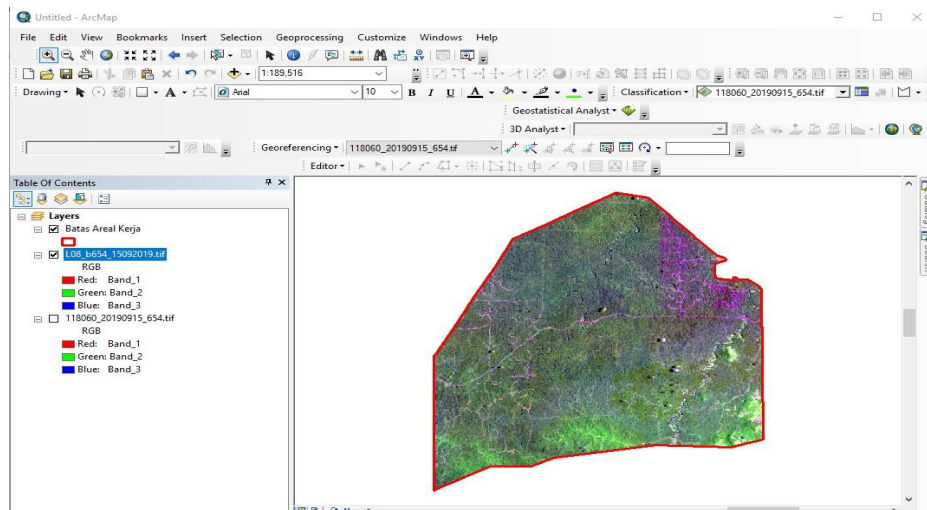 Untitled - ArcMap
File Edit View Bookmarks Insert Selection Geoprocessing Customize Windows Help
1:189,516
Drawing Arial 10 B I U A Classification 118060_20190915_654.tif
Geostatistical Analyst
3D Analyst
Georeferencing 118060_20190915_654.tif
Editor
Table Of Contents
Layers
Batas Areal Kerja
L08_b654_15092019.tif
RGB
Red: Band_1
Green: Band_2
Blue: Band_3
118060_20190915_654.tif
RGB
Red: Band_1
Green: Band_2
Blue: Band_3